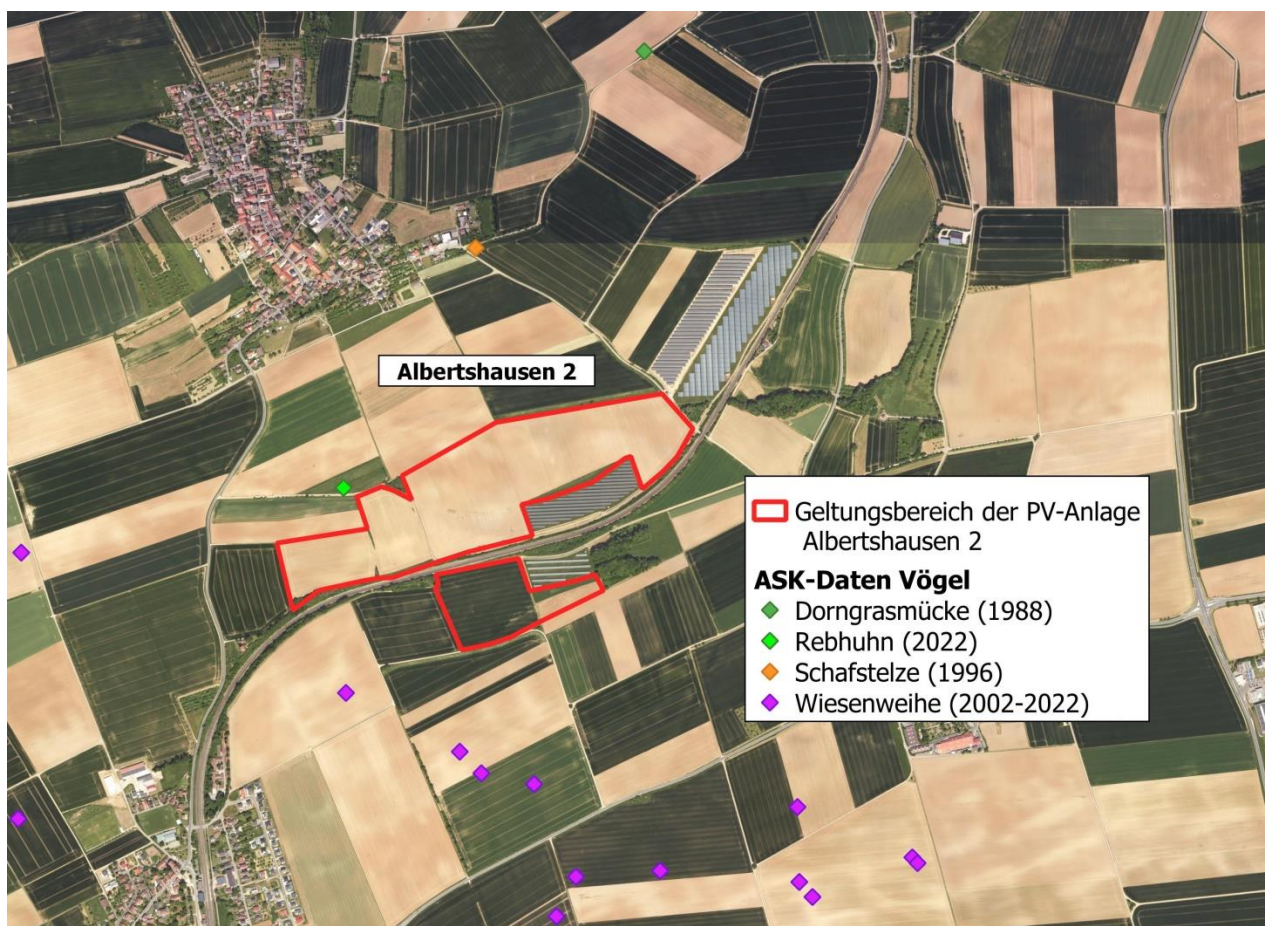 Albertshausen 2
Geltungsbereich der PV-Anlage
Albertshausen 2
ASK-Daten Vögel
Dorngrasmücke (1988)
Rebhuhn (2022)
Schafstelze (1996)
Wiesenweihe (2002-2022)